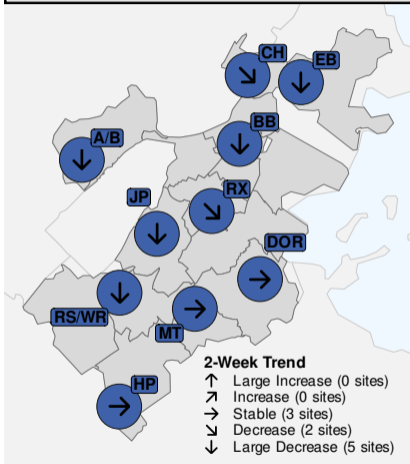 CH
EB
BB
A/B
RX
JP
DOR
RS/WR
MT
HP
2-Week Trend
↑ Large Increase (0 sites)
↗ Increase (0 sites)
→ Stable (3 sites)
↘ Decrease (2 sites)
↓ Large Decrease (5 sites)